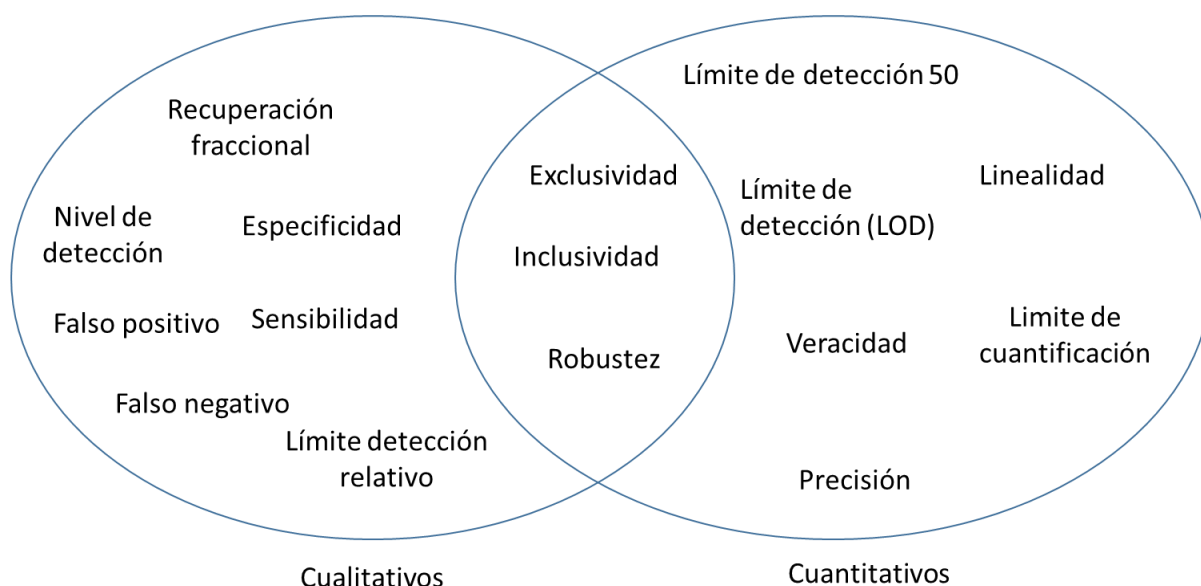 Recuperación
fraccional
Nivel de
detección
Especificidad
Falso positivo
Sensibilidad
Falso negativo
Límite detección
relativo
Exclusividad
Inclusividad
Robustez
Límite de detección 50
Límite de
detección (LOD)
Linealidad
Veracidad
Limite de
cuantificación
Precisión
Cualitativos
Cuantitativos